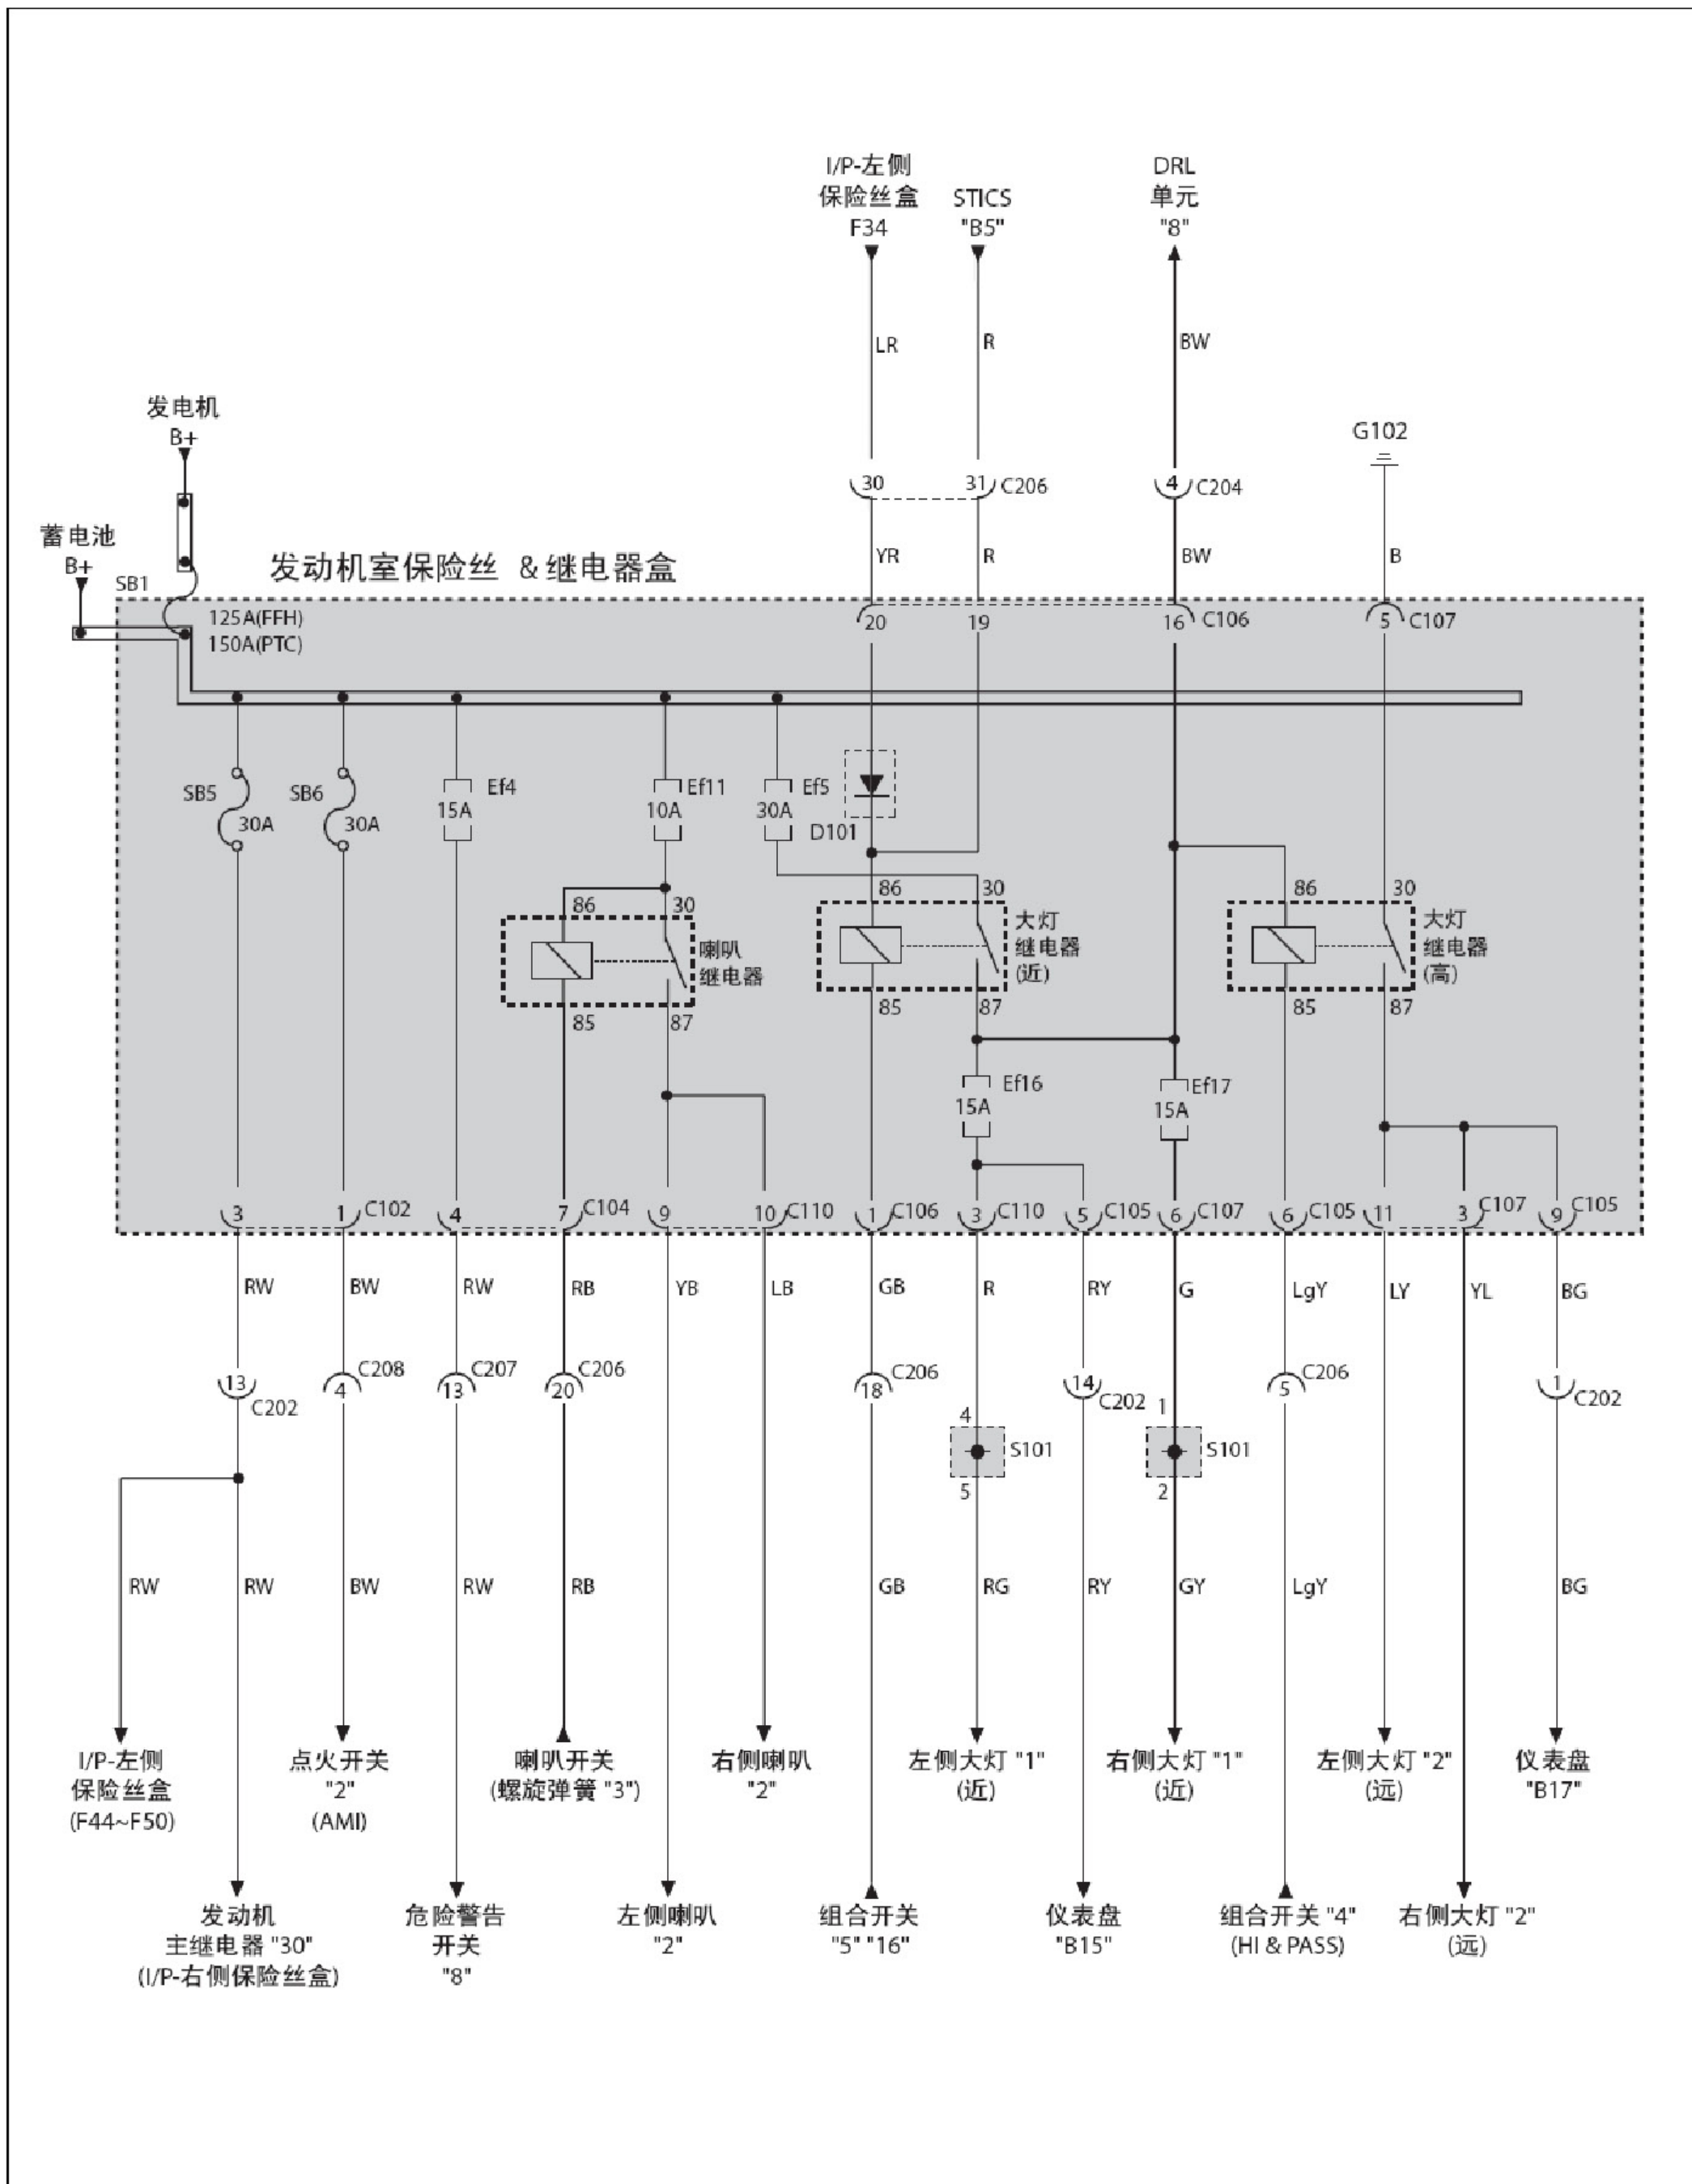 I/P-左侧
保险丝盒
F34
STICS
"B5"
DRL
单元
"8"
LR
R
BW
发电机
B+
G102
30
31
C206
4
C204
蓄电池
B+
SB1
发动机室保险丝 & 继电器盒
YR
R
BW
B
125A(FFH)
150A(PTC)
20
19
16
C106
5
C107
SB5
30A
SB6
30A
Ef4
15A
Ef11
10A
Ef5
30A
D101
86
30
喇叭
继电器
85
87
86
30
大灯
继电器
(近)
85
87
86
30
大灯
继电器
(高)
85
87
Ef16
15A
Ef17
15A
3
1
C102
4
7
C104
9
10
C110
1
C106
3
C110
5
C105
6
C107
6
C105
11
3
C107
9
C105
RW
BW
RW
RB
YB
LB
GB
R
RY
G
LgY
LY
YL
BG
13
C202
4
C208
13
C207
20
C206
18
C206
14
C202
5
C206
1
C202
4
S101
5
1
S101
2
RW
RW
BW
RW
RB
GB
RG
RY
GY
LgY
BG
I/P-左侧
保险丝盒
(F44~F50)
点火开关
"2"
(AMI)
喇叭开关
(螺旋弹簧 "3")
右侧喇叭
"2"
左侧大灯 "1"
(近)
右侧大灯 "1"
(近)
左侧大灯 "2"
(远)
仪表盘
"B17"
发动机
主继电器 "30"
(I/P-右侧保险丝盒)
危险警告
开关
"8"
左侧喇叭
"2"
组合开关
"5" "16"
仪表盘
"B15"
组合开关 "4"
(HI & PASS)
右侧大灯 "2"
(远)